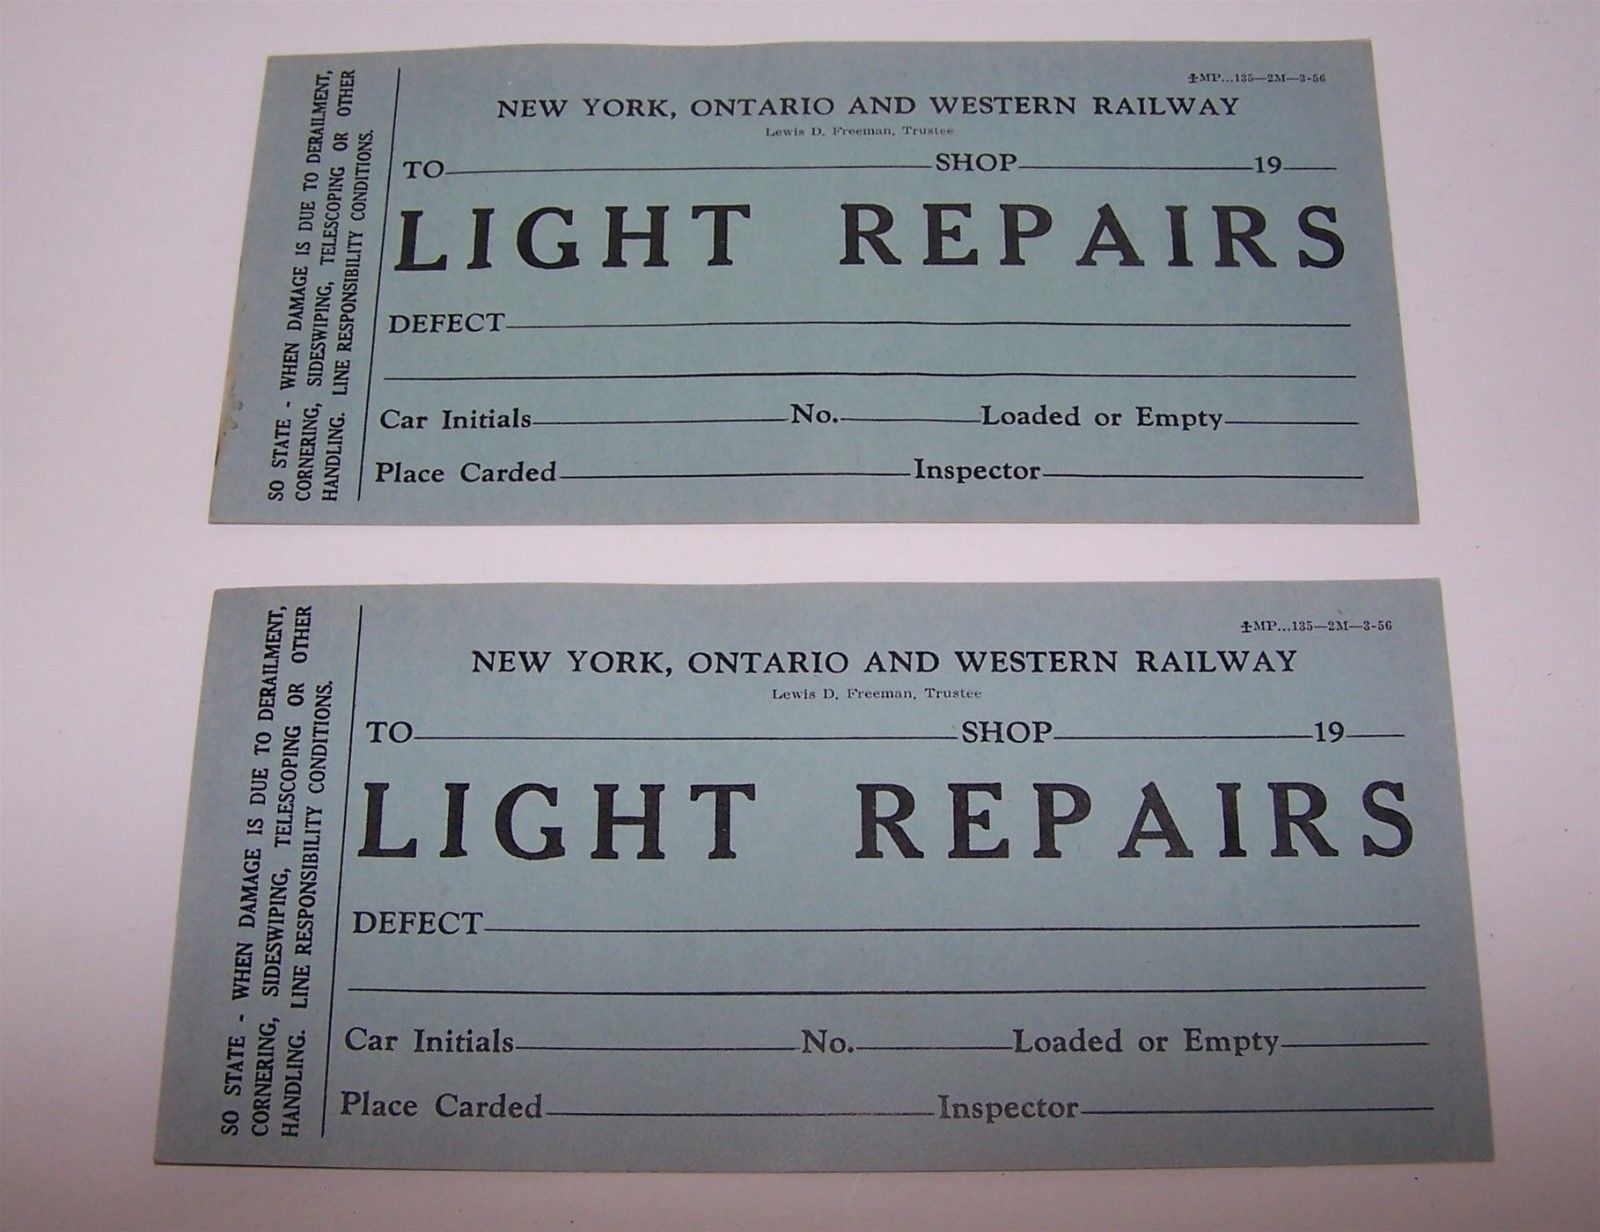 SO STATE - WHEN DAMAGE IS DUE TO DERAILMENT,
CORNERING, SIDESWIPING, TELESCOPING OR OTHER
HANDLING. LINE RESPONSIBILITY CONDITIONS.
MP...135—2M—3-56
NEW YORK, ONTARIO AND WESTERN RAILWAY
Lewis D. Freeman, Trustee
TO SHOP 19
LIGHT REPAIRS
DEFECT
Car Initials No. Loaded or Empty
Place Carded Inspector
SO STATE - WHEN DAMAGE IS DUE TO DERAILMENT,
CORNERING, SIDESWIPING, TELESCOPING OR OTHER
HANDLING. LINE RESPONSIBILITY CONDITIONS.
MP...135—2M—3-56
NEW YORK, ONTARIO AND WESTERN RAILWAY
Lewis D. Freeman, Trustee
TO SHOP 19
LIGHT REPAIRS
DEFECT
Car Initials No. Loaded or Empty
Place Carded Inspector